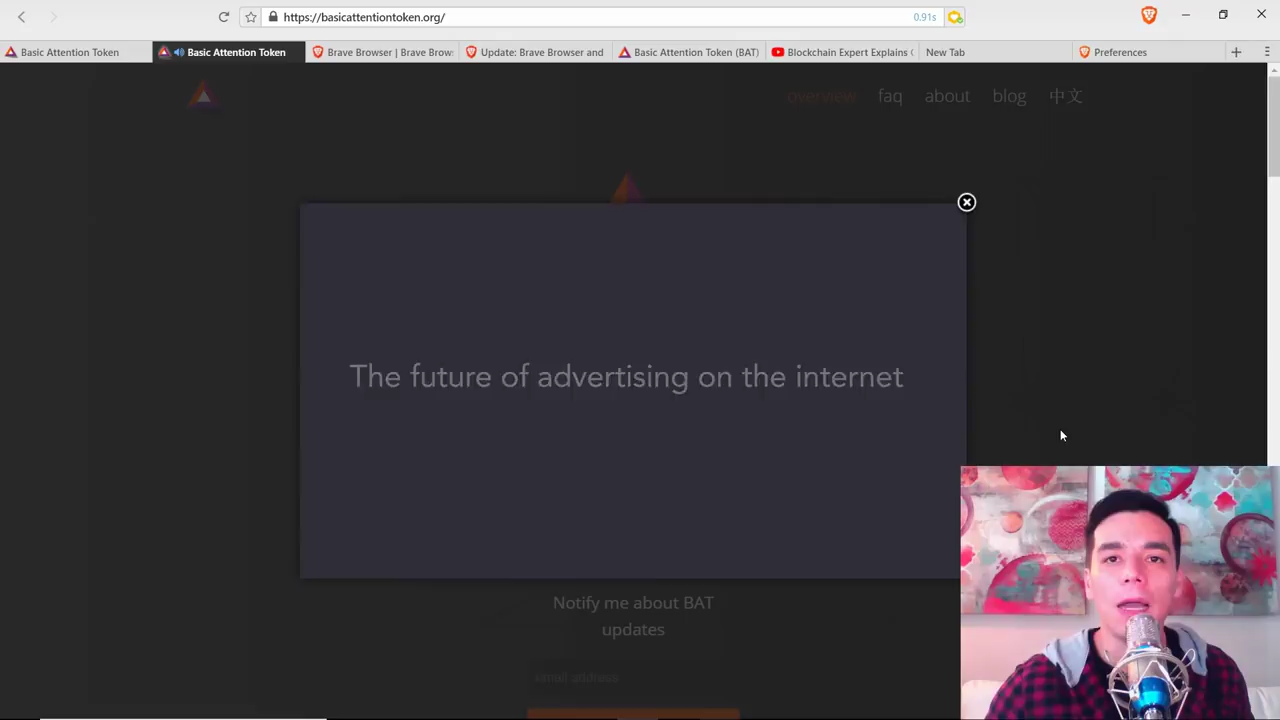 https://basicattentiontoken.org/
0.91s
Basic Attention Token
Basic Attention Token
Brave Browser | Brave Brow
Update: Brave Browser and
Basic Attention Token (BAT)
Blockchain Expert Explains
New Tab
Preferences
overview
faq
about
blog
中文
The future of advertising on the internet
Notify me about BAT
updates
email address